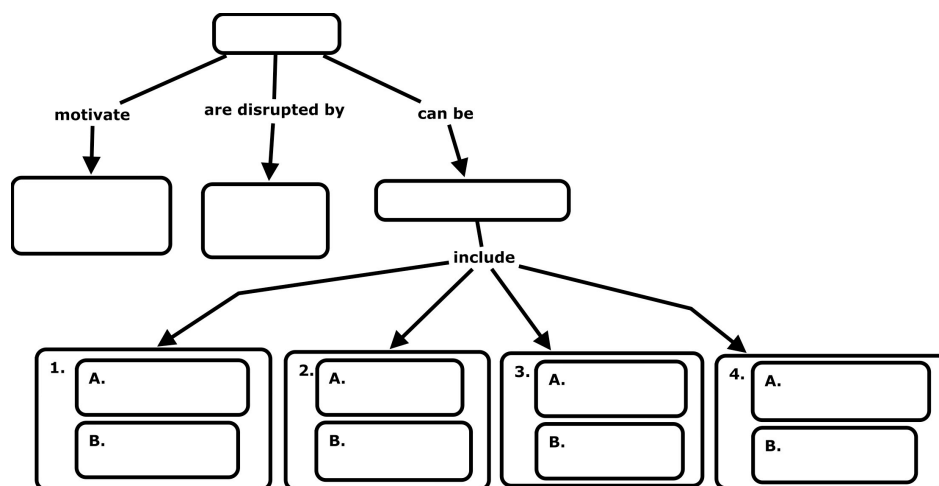 motivate
are disrupted by
can be
include
1.
A.
B.
2.
A.
B.
3.
A.
B.
4.
A.
B.